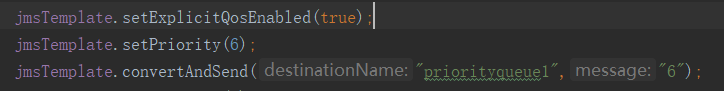 jmsTemplate.setExplicitQosEnabled(true);
jmsTemplate.setPriority(6);
jmsTemplate.convertAndSend( destinationName: "priorityqueue1", message: "6");